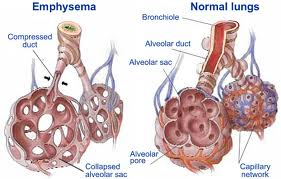 Emphysema
Compressed
duct
Collapsed
alveolar sac
Normal lungs
Bronchiole
Alveolar duct
Alveolar sac
Alveolar
pore
Capillary
network